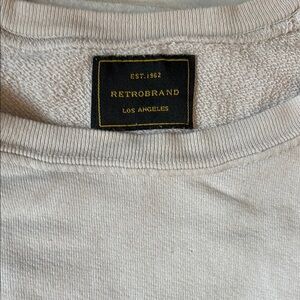 EST. 1962
RETROBRAND
LOS ANGELES